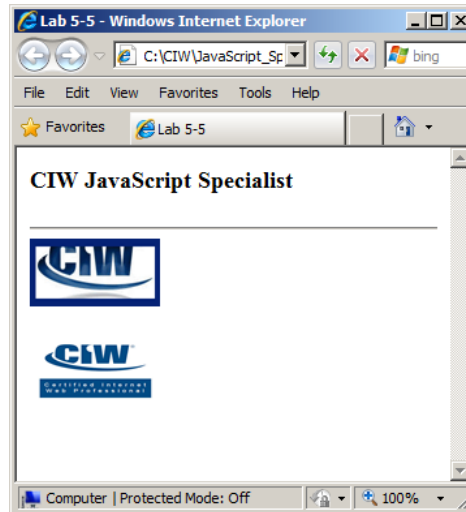 Lab 5-5 - Windows Internet Explorer
C:\CIW\JavaScript_Sp
bing
File Edit View Favorites Tools Help
Favorites Lab 5-5
CIW JavaScript Specialist
CIW
CIW
Certified Internet
Web Professional
Computer | Protected Mode: Off 100%